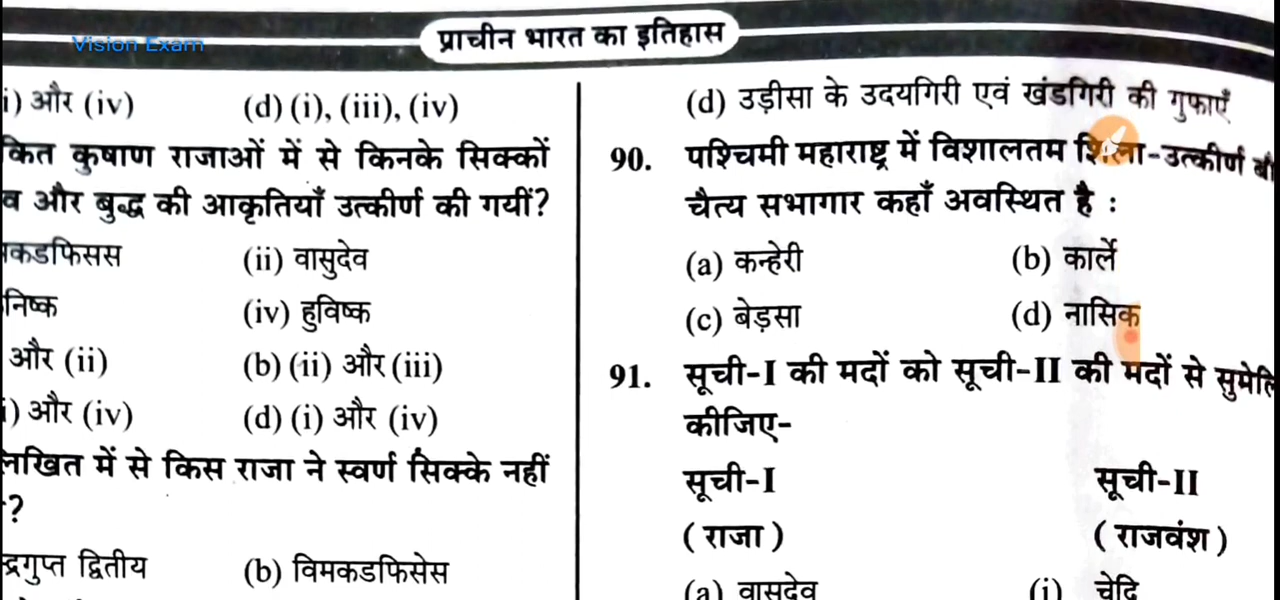 Vision Exam
प्राचीन भारत का इतिहास
i) और (iv) (d) (i), (iii), (iv)
कित कुषाण राजाओं में से किनके सिक्कों
व और बुद्ध की आकृतियाँ उत्कीर्ण की गयीं?
कडफिसस (ii) वासुदेव
निष्क (iv) हुविष्क
और (ii) (b) (ii) और (iii)
i) और (iv) (d) (i) और (iv)
लिखित में से किस राजा ने स्वर्ण सिक्के नहीं
?
द्रगुप्त द्वितीय (b) विमकडफिसेस
(d) उड़ीसा के उदयगिरी एवं खंडगिरी की गुफाएँ
90. पश्चिमी महाराष्ट्र में विशालतम शिला-उत्कीर्ण
चैत्य सभागार कहाँ अवस्थित है :
(a) कन्हेरी (b) कार्ले
(c) बेड़सा (d) नासिक
91. सूची-I की मदों को सूची-II की मदों से सुमेलि
कीजिए-
सूची-I सूची-II
( राजा ) ( राजवंश )
(a) वासुदेव (i) चेदि